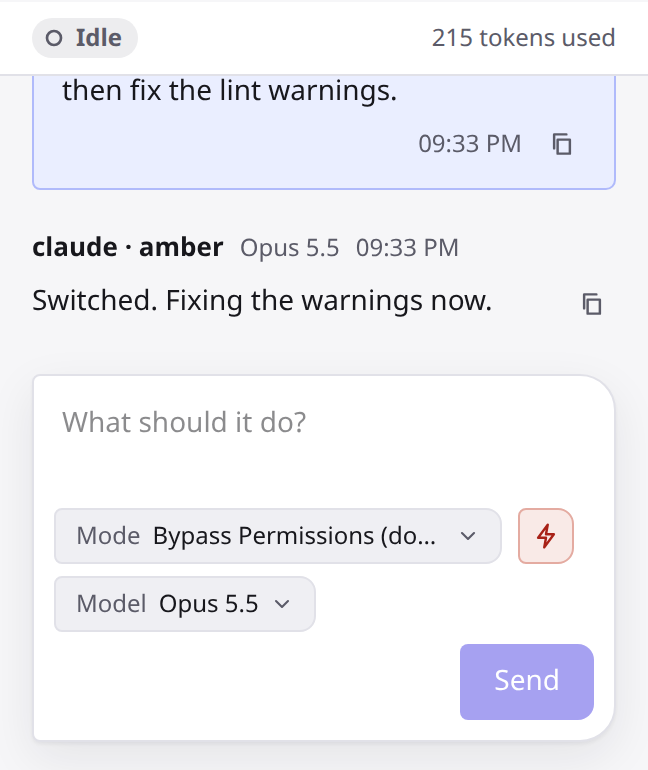 Idle
215 tokens used
then fix the lint warnings.
09:33 PM
claude · amber Opus 5.5 09:33 PM
Switched. Fixing the warnings now.
What should it do?
Mode Bypass Permissions (do...
Model Opus 5.5
Send